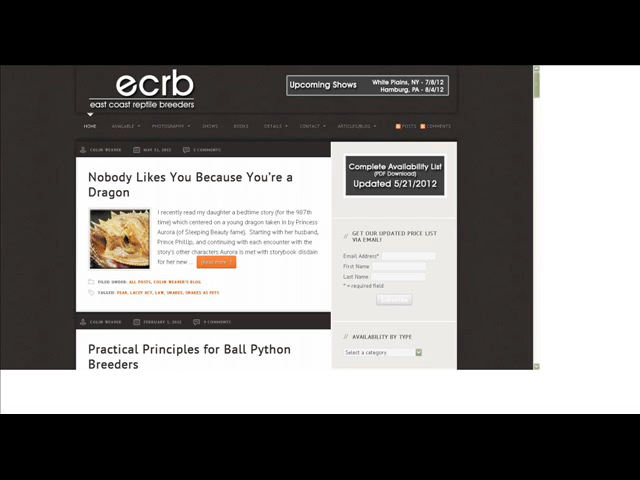 ecrb
east coast reptile breeders
Upcoming Shows
White Plains, NY - 7/8/12
Hamburg, PA - 8/4/12
HOME AVAILABLE PHOTOGRAPHY SHOWS BOOKS DETAILS CONTACT ARTICLES/BLOG POSTS COMMENTS
COLIN WEAVER MAY 31, 2012 3 COMMENTS
Nobody Likes You Because You're a
Dragon
I recently read my daughter a bedtime story (for the 987th
time) which centered on a young dragon taken in by Princess
Aurora (of Sleeping Beauty fame). Starting with her husband,
Prince Phillip, and continuing with each encounter with the
story's other characters Aurora is met with storybook disdain
for her new ...
FILED UNDER: ALL POSTS, COLIN WEAVER'S BLOG
TAGGED: FEAR, LACEY ACT, LAW, SNAKES, SNAKES AS PETS
COLIN WEAVER FEBRUARY 1, 2012 0 COMMENTS
Practical Principles for Ball Python
Breeders
Complete Availability List
(PDF Download)
Updated 5/21/2012
// GET OUR UPDATED PRICE LIST
VIA EMAIL!
Email Address*
First Name
Last Name
* = required field
// AVAILABILITY BY TYPE
Select a category